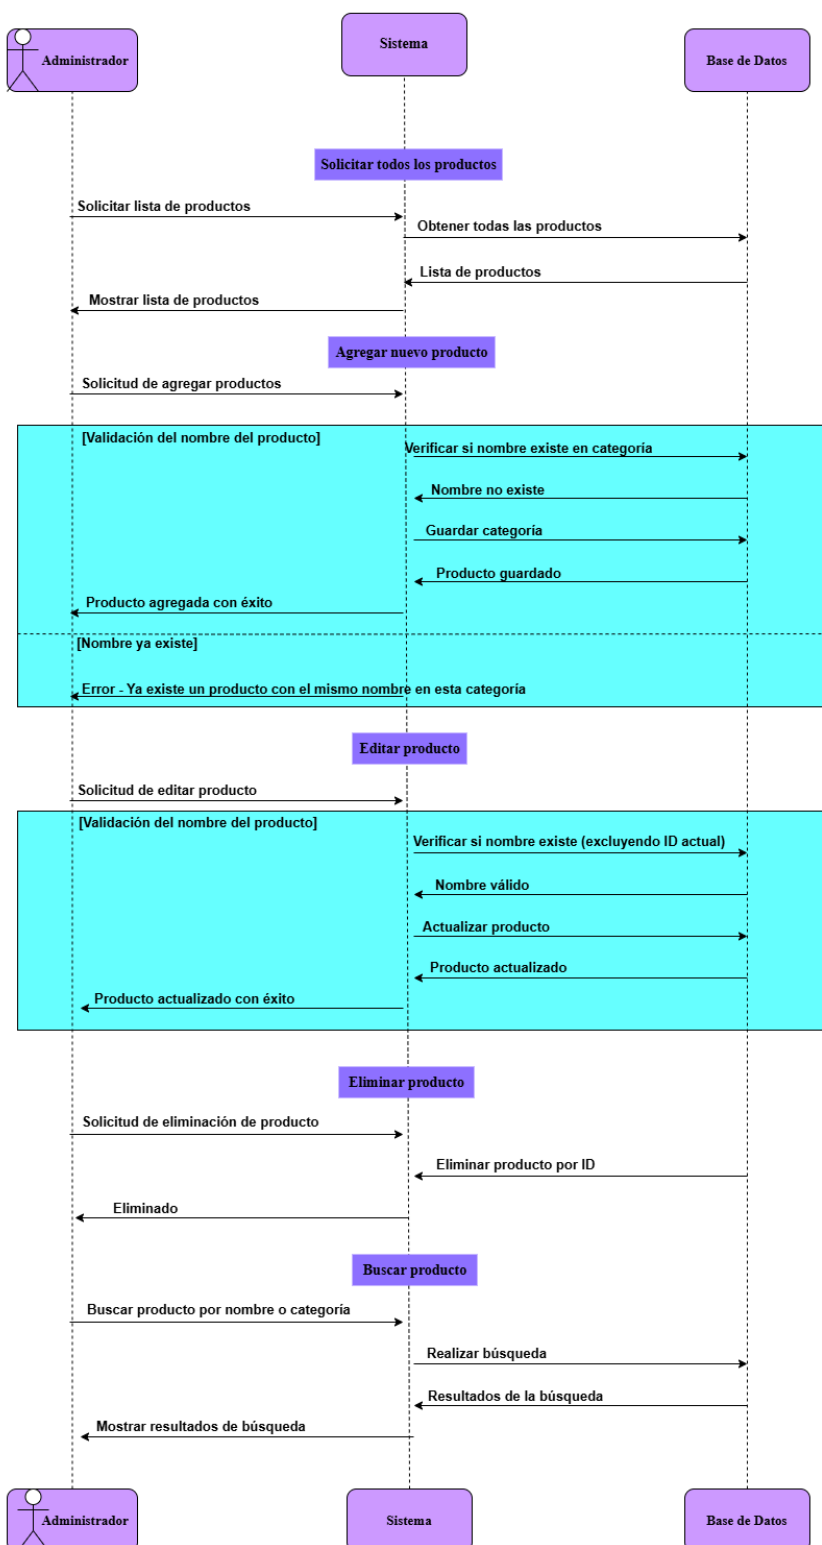 Administrador
Sistema
Base de Datos
Solicitar todos los productos
Solicitar lista de productos
Obtener todas las productos
Lista de productos
Mostrar lista de productos
Agregar nuevo producto
Solicitud de agregar productos
[Validación del nombre del producto]
Verificar si nombre existe en categoría
Nombre no existe
Guardar categoría
Producto guardado
Producto agregada con éxito
[Nombre ya existe]
Error - Ya existe un producto con el mismo nombre en esta categoría
Editar producto
Solicitud de editar producto
[Validación del nombre del producto]
Verificar si nombre existe (excluyendo ID actual)
Nombre válido
Actualizar producto
Producto actualizado
Producto actualizado con éxito
Eliminar producto
Solicitud de eliminación de producto
Eliminar producto por ID
Eliminado
Buscar producto
Buscar producto por nombre o categoría
Realizar búsqueda
Resultados de la búsqueda
Mostrar resultados de búsqueda
Administrador
Sistema
Base de Datos